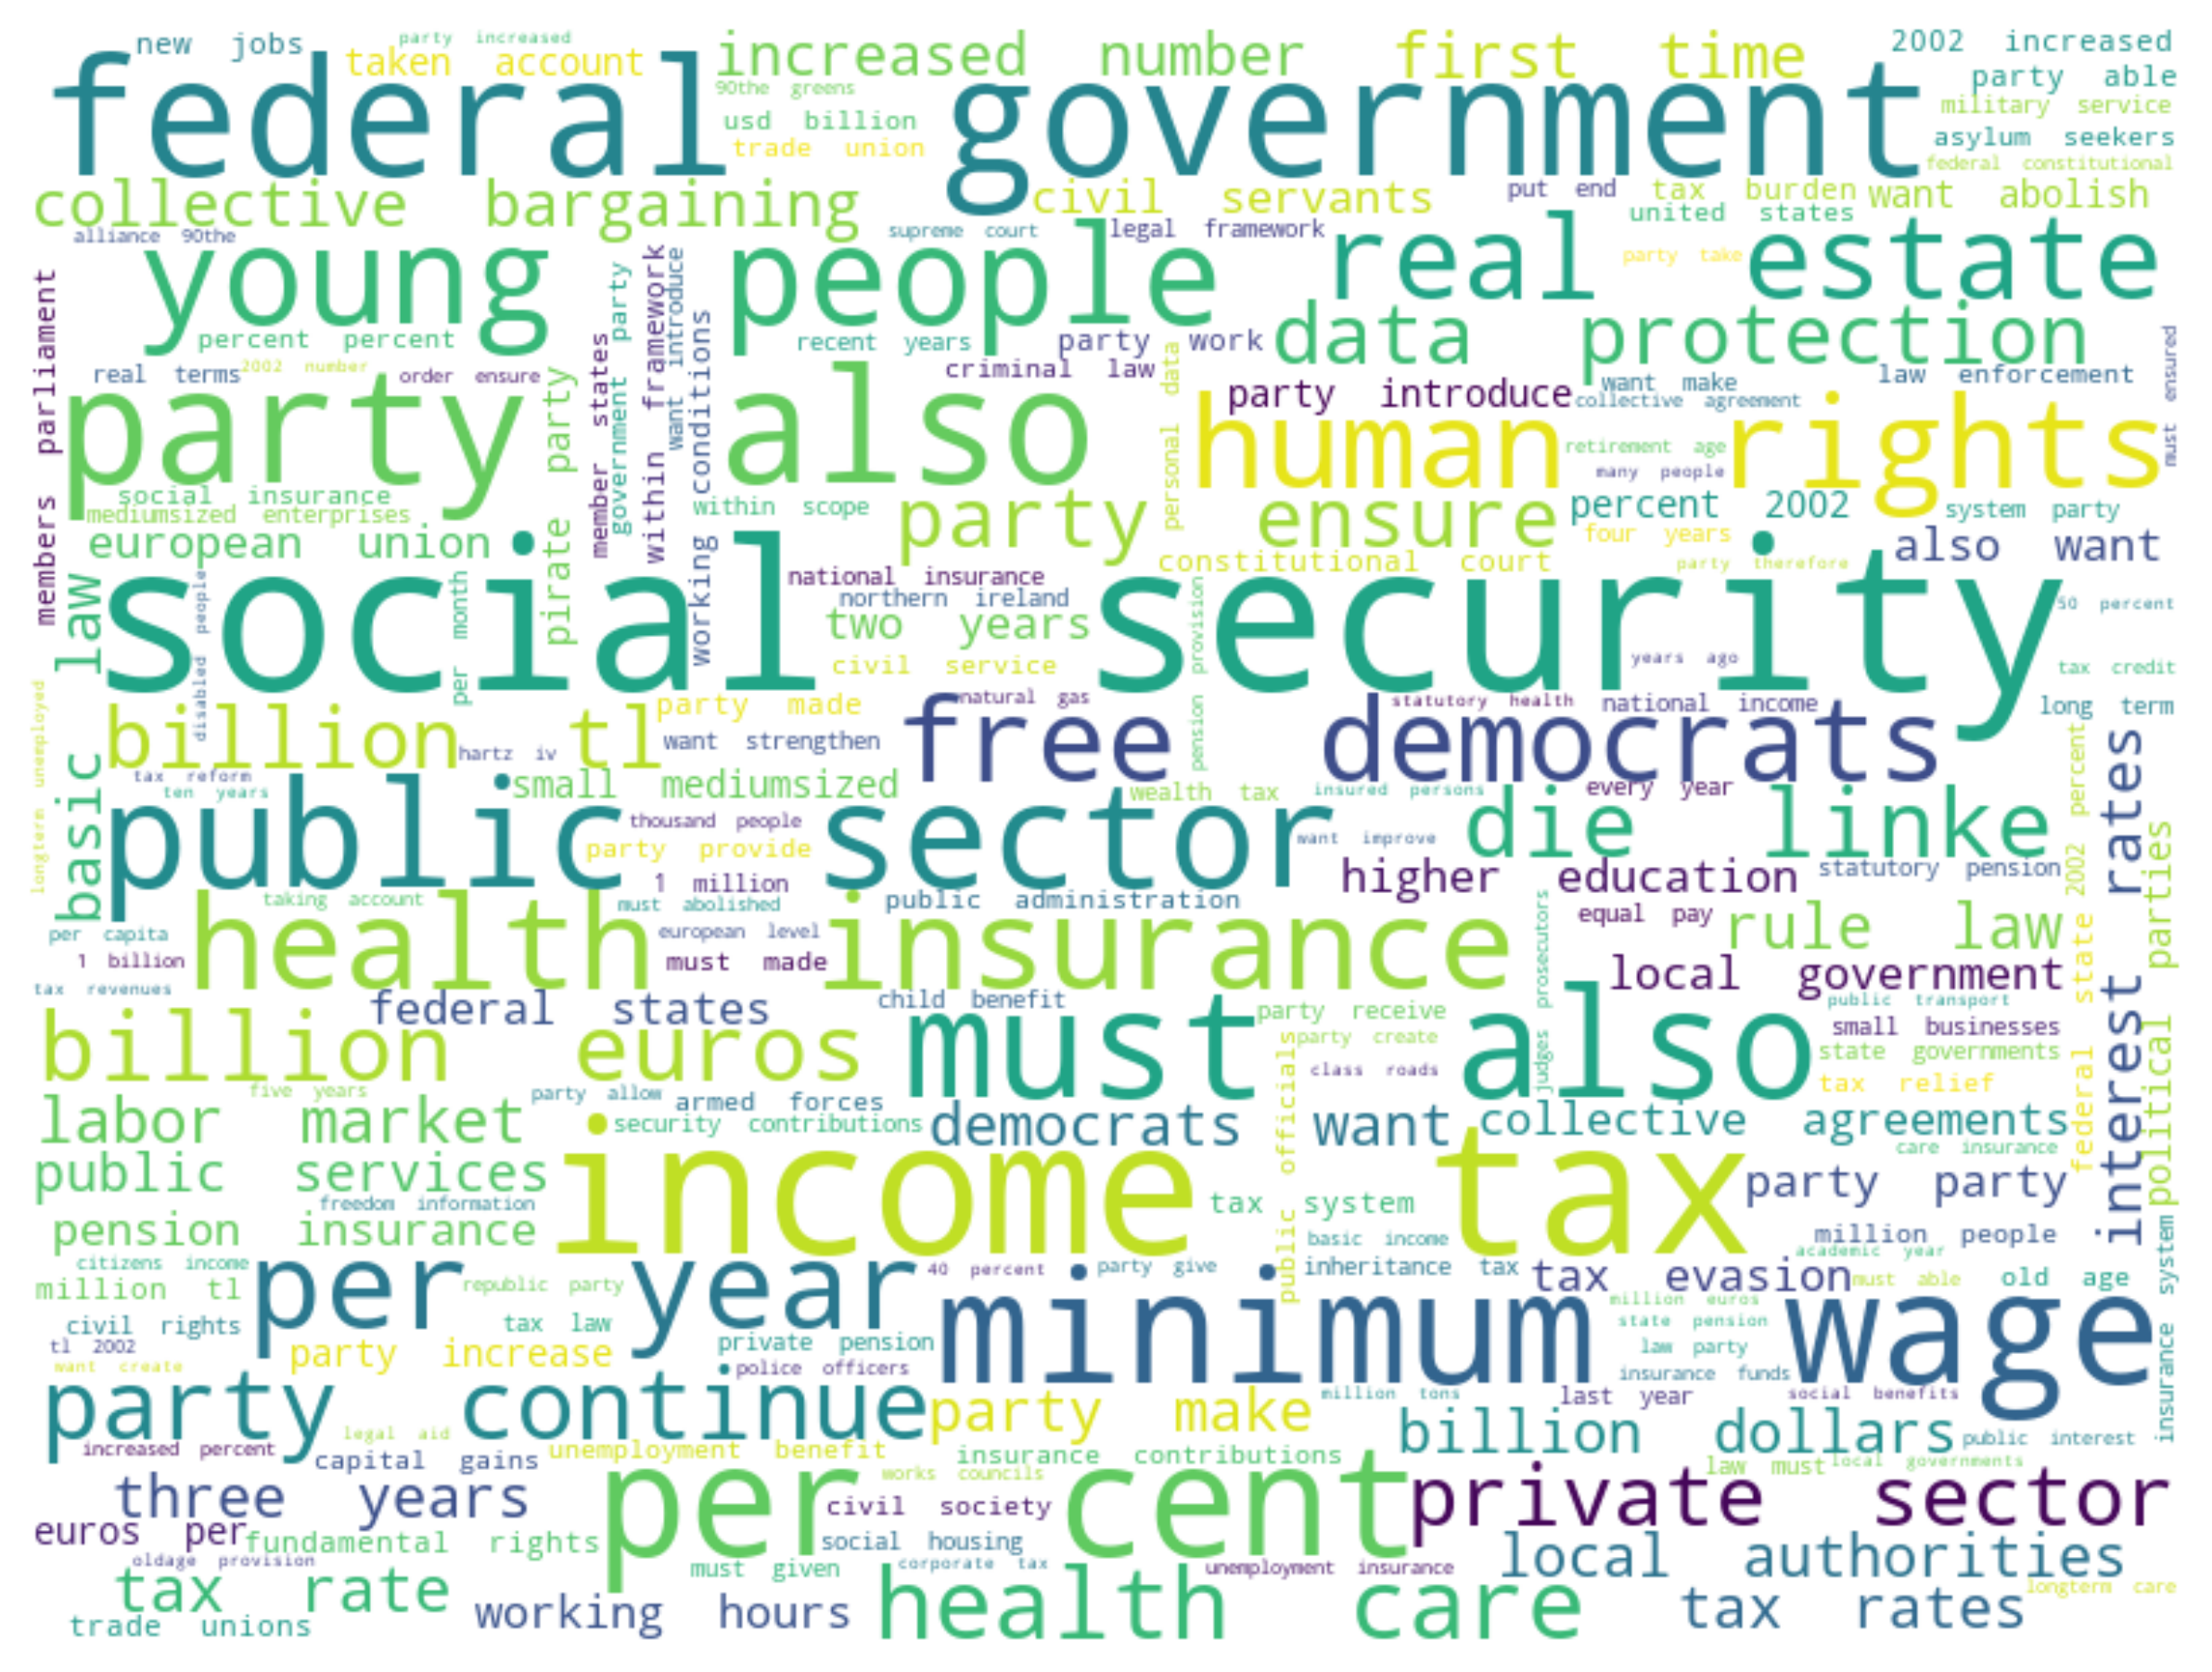 new jobs
party increased
taken account
increased number
first time
2002 increased
federal government
90the greens
party able
usd billion
military service
trade union
asylum seekers
federal constitutional
collective bargaining
civil servants
put end
tax burden
want abolish
alliance 90the
supreme court
legal framework
united states
young people
real estate
party take
members parliament
percent percent
recent years
party work
data protection
member states
government party
within framework
want introduce
working conditions
real terms
2002 number
order ensure
criminal law
want make
law enforcement
party also
pirate party
personal data
party introduce
collective agreement
must ensured
human rights
retirement age
many people
social insurance
mediumsized enterprises
within scope
party ensure
percent 2002
system party
european union
four years
also want
constitutional court
party therefore
basic law
disabled people
per month
social security
national insurance
northern ireland
two years
pension provision
50 percent
civil service
years ago
tax credit
longterm unemployed
billion tl
party made
natural gas
statutory health
national income
long term
hartz iv
want strengthen
free democrats
tax reform
ten years
small mediumsized
wealth tax
insured persons
every year
2002 percent
interest rates
public sector
thousand people
party provide
want improve
die linke
1 million
higher education
statutory pension
taking account
must abolished
public administration
equal pay
rule law
political parties
per capita
european level
1 billion
health insurance
must made
judges prosecutors
local government
federal state
tax revenues
federal states
child benefit
party receive
public transport
billion euros
must also
party create
small businesses
class roads
state governments
five years
party allow
armed forces
tax relief
labor market
security contributions
democrats want
collective agreements
public officials
care insurance
public services
income tax
party party
freedom information
tax system
pension insurance
basic income
million people
citizens income
academic year
insurance system
million tl
per year
republic party
40 percent
party give
inheritance tax
tax evasion
must able
old age
civil rights
tax law
minimum wage
million euros
state pension
tl 2002
private pension
law party
want create
party increase
police officers
insurance funds
party continue
party make
million tons
last year
social benefits
legal aid
billion dollars
public interest
increased percent
capital gains
unemployment benefit
insurance contributions
law must
local governments
three years
per cent
works councils
civil society
private sector
euros per
fundamental rights
social housing
local authorities
oldage provision
must given
corporate tax
unemployment insurance
tax rate
working hours
health care
tax rates
longterm care
trade unions